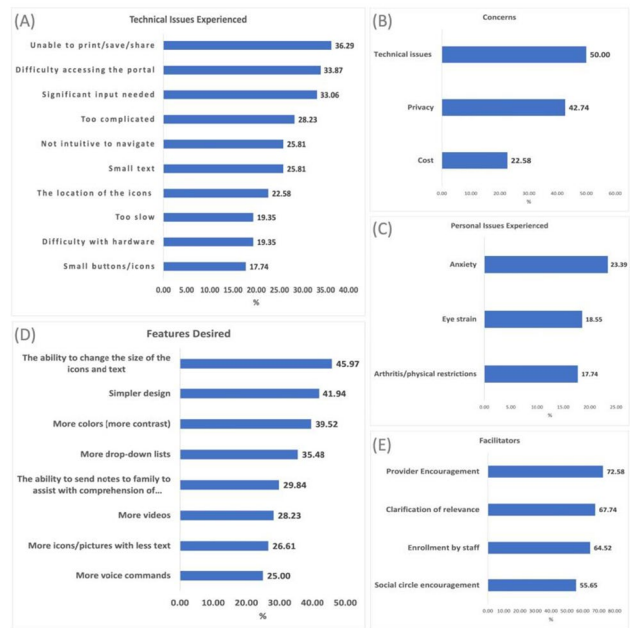 (A)
Technical Issues Experienced
Unable to print/save/share 36.29
Difficulty accessing the portal 33.87
Significant input needed 33.06
Too complicated 28.23
Not intuitive to navigate 25.81
Small text 25.81
The location of the icons 22.58
Too slow 19.35
Difficulty with hardware 19.35
Small buttons/icons 17.74
0.00 5.00 10.00 15.00 20.00 25.00 30.00 35.00 40.00
%
(B)
Concerns
Technical issues 50.00
Privacy 42.74
Cost 22.58
0.00 10.00 20.00 30.00 40.00 50.00 60.00
%
(C)
Personal Issues Experienced
Anxiety 23.39
Eye strain 18.55
Arthritis/physical restrictions 17.74
0.00 5.00 10.00 15.00 20.00 25.00
%
(D)
Features Desired
The ability to change the size of the
icons and text 45.97
Simpler design 41.94
More colors (more contrast) 39.52
More drop-down lists 35.48
The ability to send notes to family to
assist with comprehension of… 29.84
More videos 28.23
More icons/pictures with less text 26.61
More voice commands 25.00
0.00 10.00 20.00 30.00 40.00 50.00
%
(E)
Facilitators
Provider Encouragement 72.58
Clarification of relevance 67.74
Enrollment by staff 64.52
Social circle encouragement 55.65
0.00 10.00 20.00 30.00 40.00 50.00 60.00 70.00 80.00
%